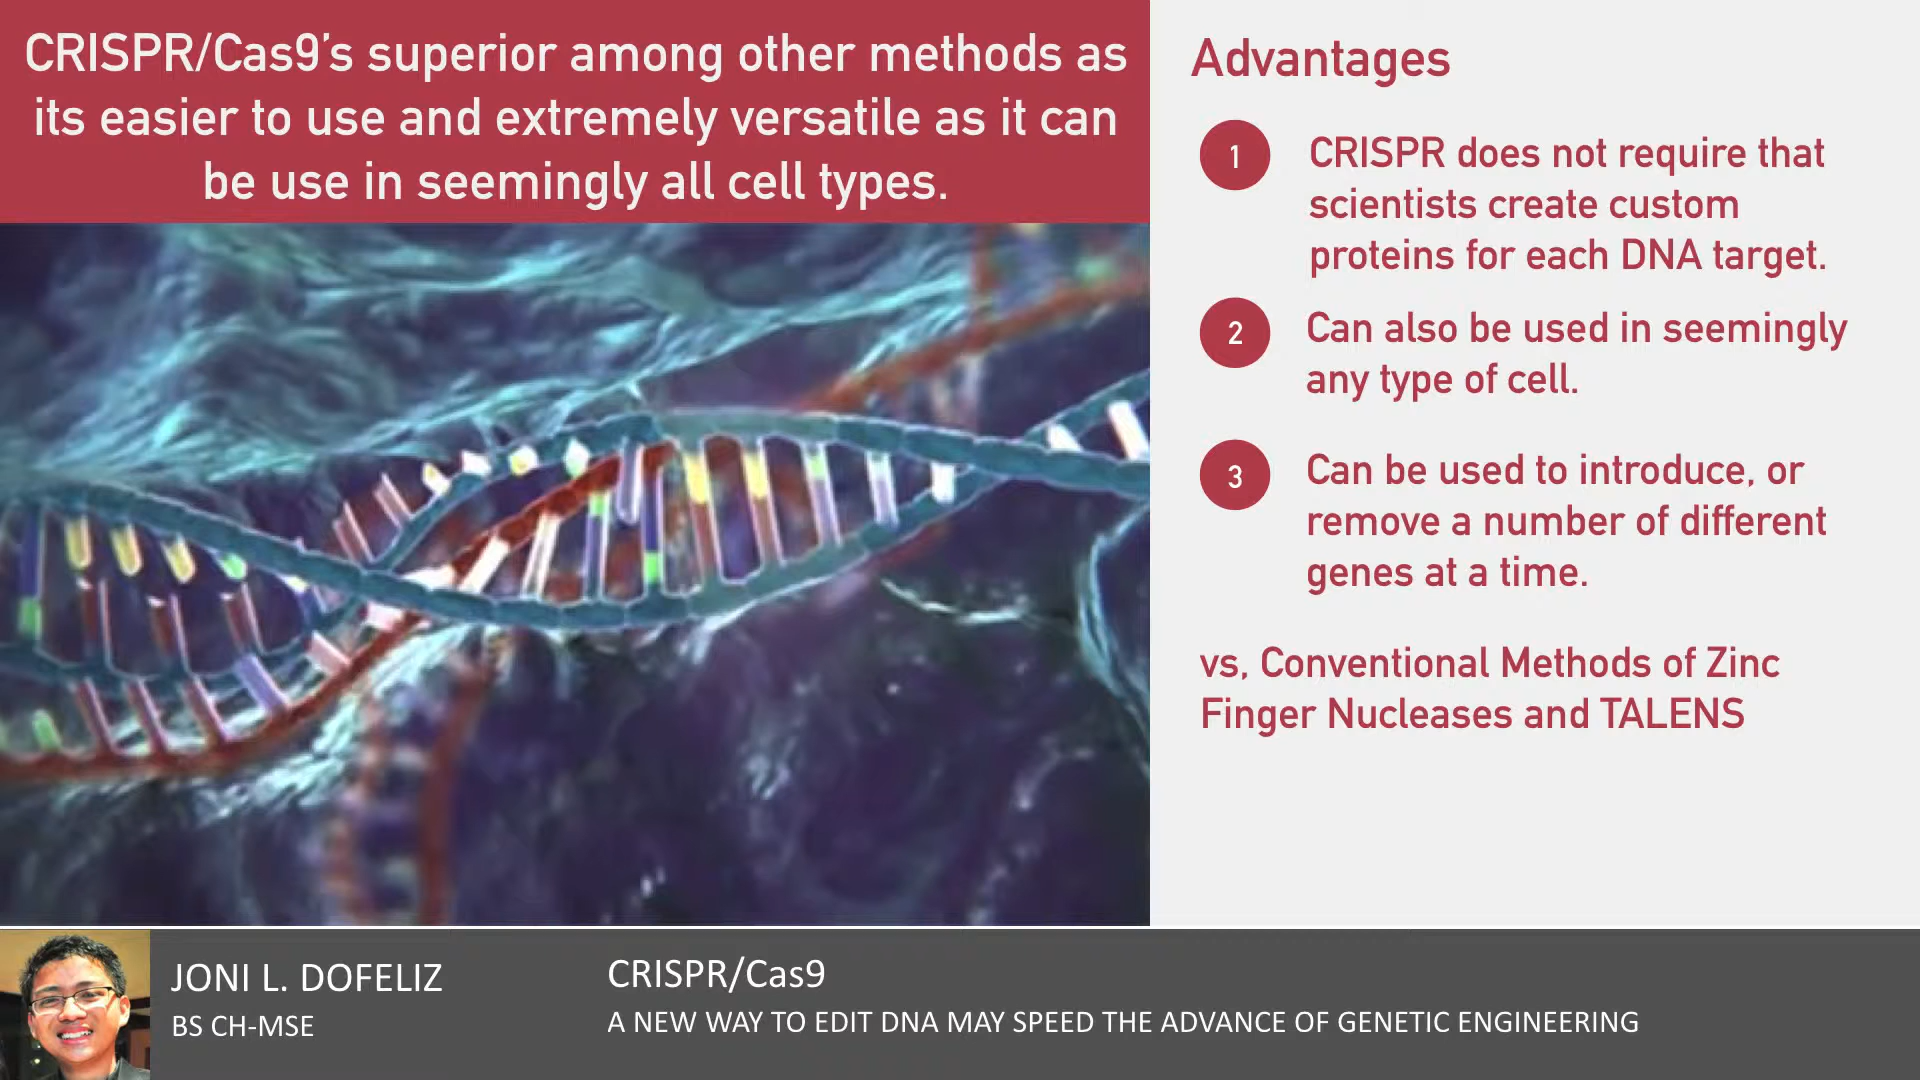 CRISPR/Cas9’s superior among other methods as
its easier to use and extremely versatile as it can
be use in seemingly all cell types.
Advantages
1
CRISPR does not require that
scientists create custom
proteins for each DNA target.
2
Can also be used in seemingly
any type of cell.
3
Can be used to introduce, or
remove a number of different
genes at a time.
vs, Conventional Methods of Zinc
Finger Nucleases and TALENS
JONI L. DOFELIZ
BS CH-MSE
CRISPR/Cas9
A NEW WAY TO EDIT DNA MAY SPEED THE ADVANCE OF GENETIC ENGINEERING